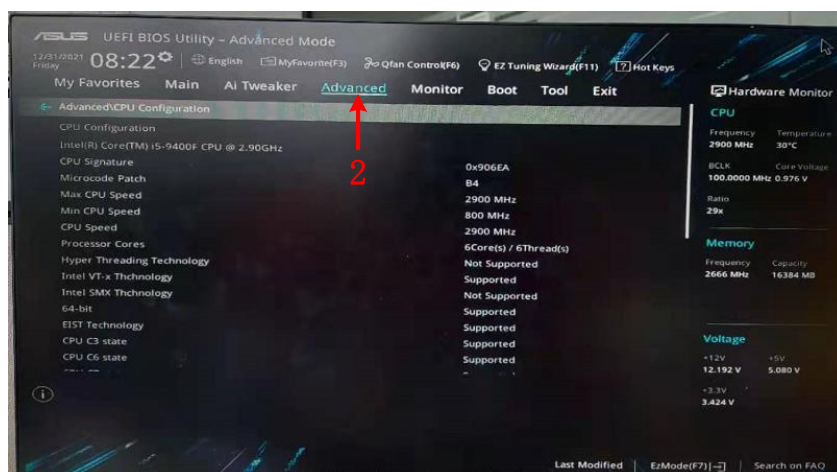 ASUS UEFI BIOS Utility – Advanced Mode
12/31/2021 Friday 08:22 English MyFavorite(F3) Qfan Control(F6) EZ Tuning Wizard(F11) ? Hot Keys
My Favorites Main Ai Tweaker Advanced Monitor Boot Tool Exit
Hardware Monitor
Advanced\CPU Configuration
CPU Configuration
Intel(R) Core(TM) i5-9400F CPU @ 2.90GHz
CPU Signature 0x906EA
Microcode Patch B4
Max CPU Speed 2900 MHz
Min CPU Speed 800 MHz
CPU Speed 2900 MHz
Processor Cores 6Core(s) / 6Thread(s)
Hyper Threading Technology Not Supported
Intel VT-x Thchnology Supported
Intel SMX Thchnology Not Supported
64-bit Supported
EIST Technology Supported
CPU C3 state Supported
CPU C6 state Supported
2
CPU
Frequency Temperature
2900 MHz 30°C
BCLK Core Voltage
100.0000 MHz 0.976 V
Ratio
29x
Memory
Frequency Capacity
2666 MHz 16384 MB
Voltage
+12V +5V
12.192 V 5.080 V
+3.3V
3.424 V
Last Modified EzMode(F7) Search on FAQ